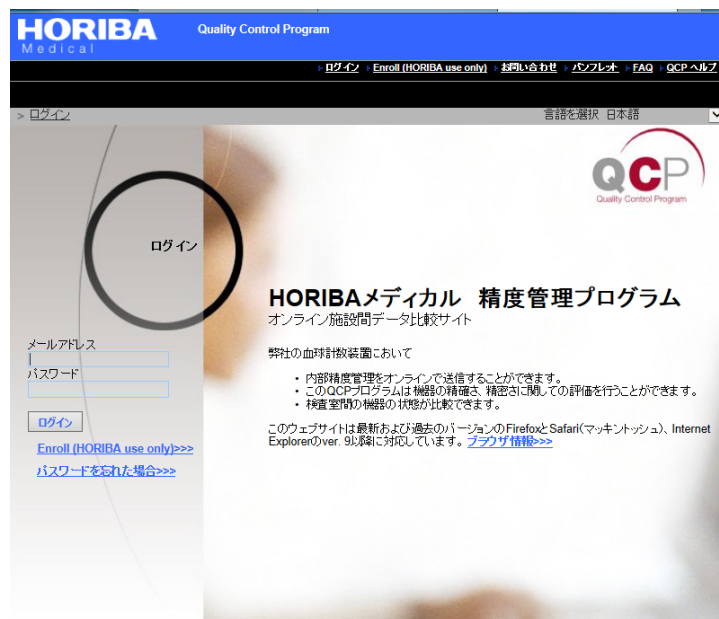 HORIBA
Medical
Quality Control Program
ログイン Enroll (HORIBA use only) お問い合わせ パンフレット FAQ QCP ヘルプ
> ログイン
言語を選択 日本語
QCP
Quality Control Program
ログイン
HORIBAメディカル 精度管理プログラム
オンライン施設間データ比較サイト
弊社の血球計数装置において
・ 内部精度管理をオンラインで送信することができます。
・ このQCPプログラムは機器の精確さ、精密さに関しての評価を行うことができます。
・ 検査室間の機器の状態が比較できます。
このウェブサイトは最新および過去のバージョンのFirefoxとSafari(マッキントッシュ)、Internet
Explorerのver. 9以降に対応しています。ブラウザ情報>>>
メールアドレス
パスワード
ログイン
Enroll (HORIBA use only)>>>
パスワードを忘れた場合>>>